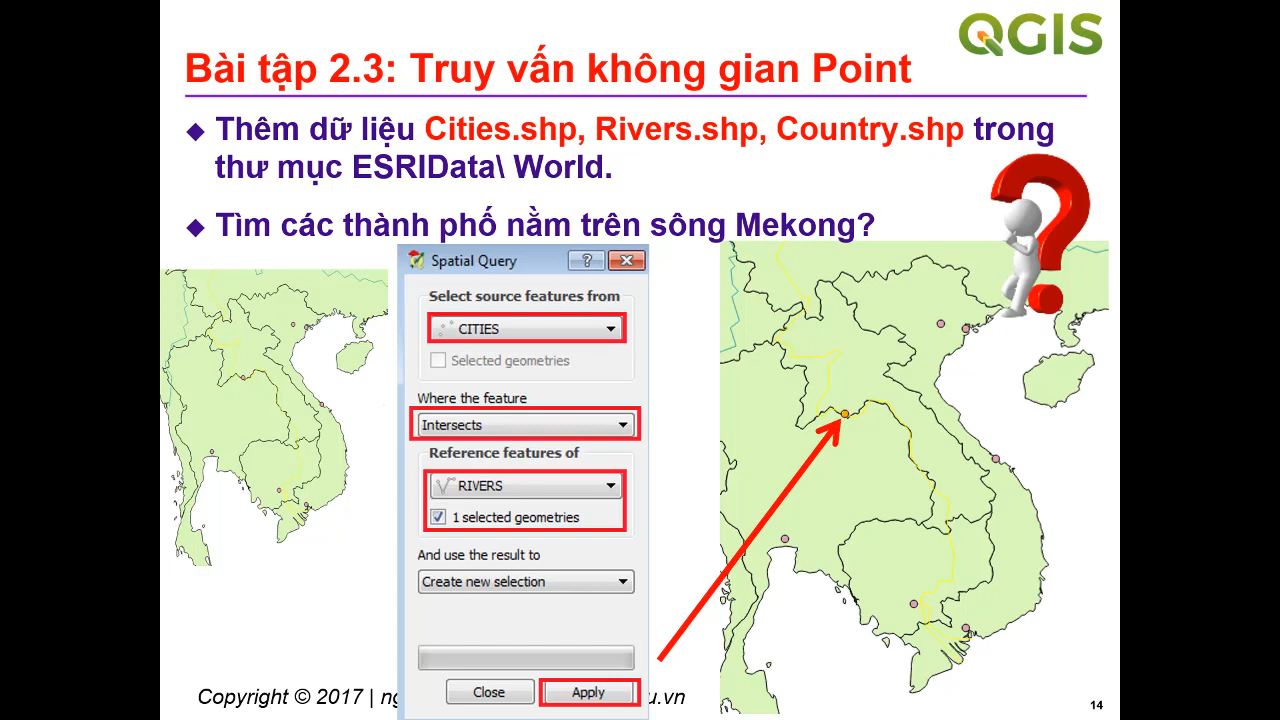 QGIS
Bài tập 2.3: Truy vấn không gian Point
Thêm dữ liệu Cities.shp, Rivers.shp, Country.shp trong
thư mục ESRIData\ World.
Tìm các thành phố nằm trên sông Mekong?
Spatial Query
?
Select source features from
CITIES
Selected geometries
Where the feature
Intersects
Reference features of
RIVERS
1 selected geometries
And use the result to
Create new selection
Close
Apply
Copyright © 2017 | ng
u.vn
14